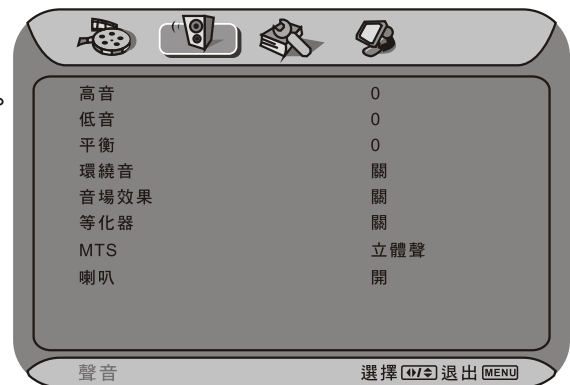 。
高音 0
低音 0
平衡 0
環繞音 關
音場效果 關
等化器 關
MTS 立體聲
喇叭 開
聲音 選擇 退出 MENU